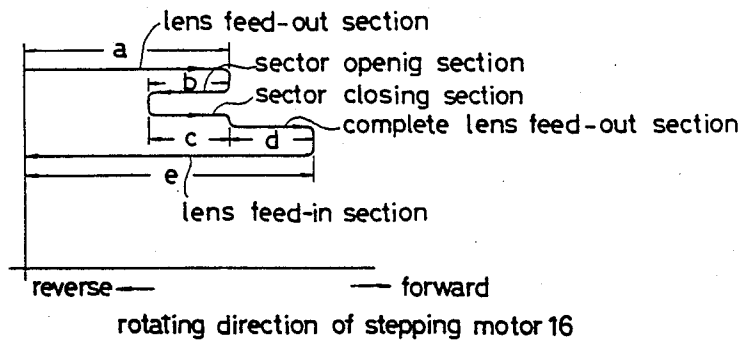 lens feed-out section
a
sector openig section
b
sector closing section
complete lens feed-out section
c
d
e
lens feed-in section
reverse
forward
rotating direction of stepping motor 16